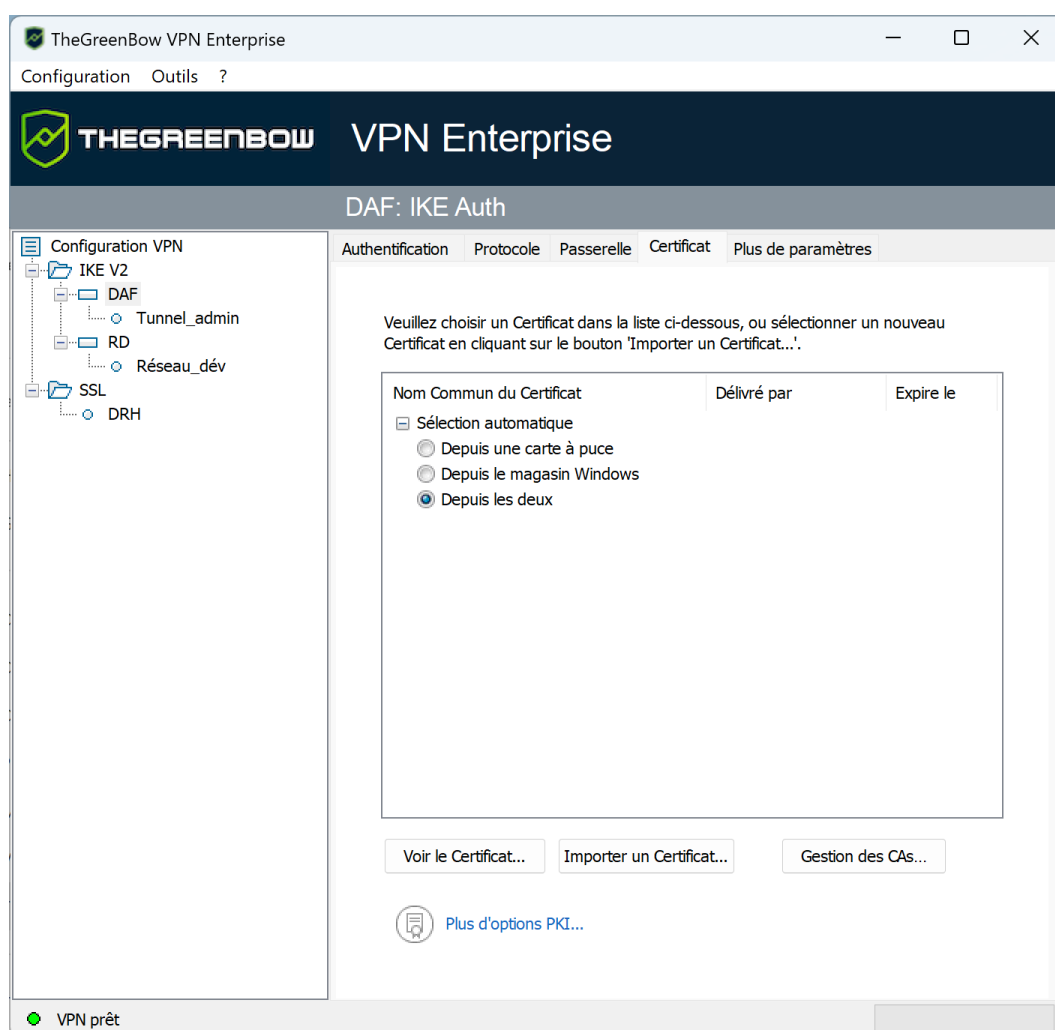 TheGreenBow VPN Enterprise
Configuration Outils ?
THEGREENBOW
VPN Enterprise
DAF: IKE Auth
Configuration VPN
IKE V2
DAF
Tunnel_admin
RD
Réseau_dév
SSL
DRH
Authentification Protocole Passerelle Certificat Plus de paramètres
Veuillez choisir un Certificat dans la liste ci-dessous, ou sélectionner un nouveau
Certificat en cliquant sur le bouton 'Importer un Certificat...'.
Nom Commun du Certificat Délivré par Expire le
Sélection automatique
Depuis une carte à puce
Depuis le magasin Windows
Depuis les deux
Voir le Certificat... Importer un Certificat... Gestion des CAs...
Plus d'options PKI...
VPN prêt